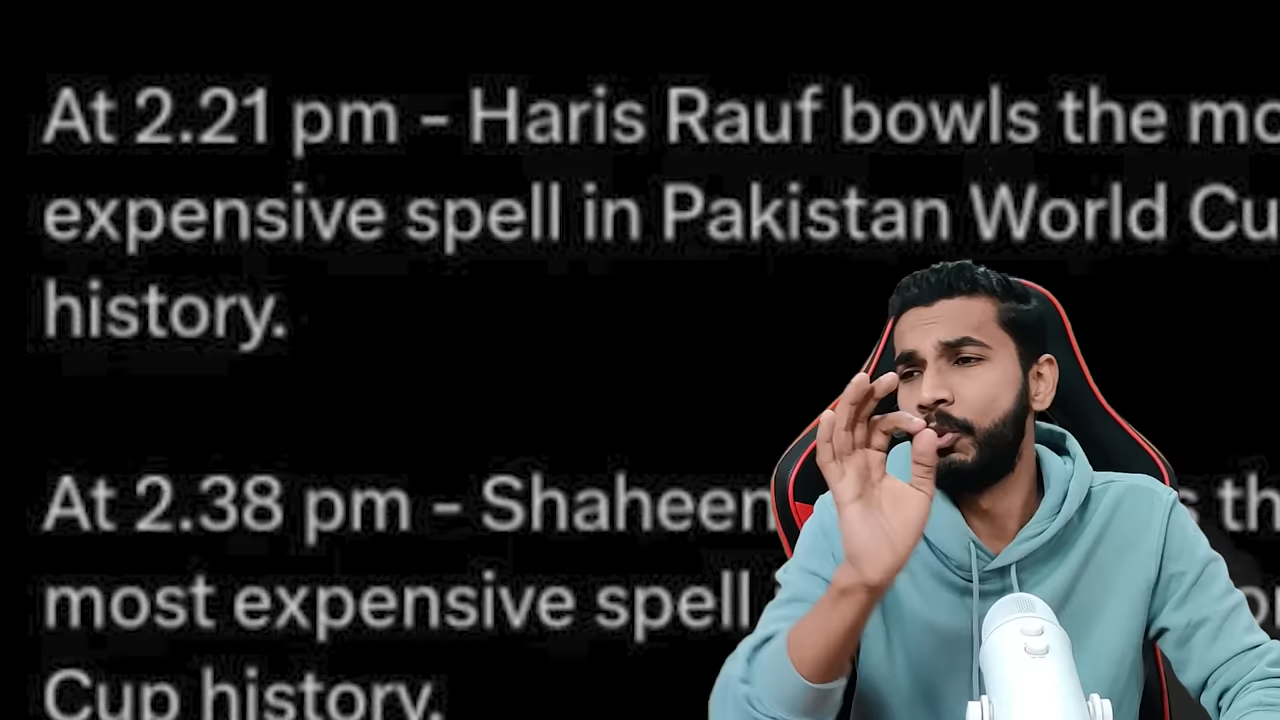 At 2.21 pm - Haris Rauf bowls the mo
expensive spell in Pakistan World Cu
history.
At 2.38 pm - Shaheen s th
most expensive spell
Cup history.